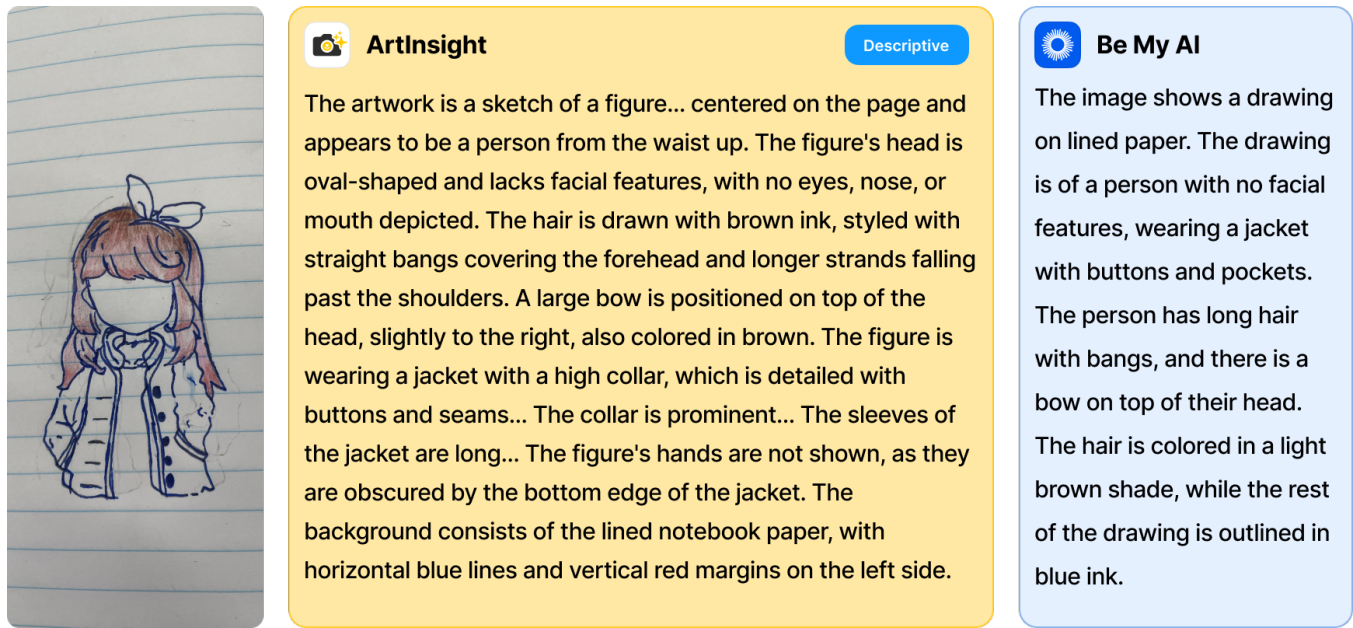 ArtInsight
Descriptive
The artwork is a sketch of a figure... centered on the page and
appears to be a person from the waist up. The figure's head is
oval-shaped and lacks facial features, with no eyes, nose, or
mouth depicted. The hair is drawn with brown ink, styled with
straight bangs covering the forehead and longer strands falling
past the shoulders. A large bow is positioned on top of the
head, slightly to the right, also colored in brown. The figure is
wearing a jacket with a high collar, which is detailed with
buttons and seams... The collar is prominent... The sleeves of
the jacket are long... The figure's hands are not shown, as they
are obscured by the bottom edge of the jacket. The
background consists of the lined notebook paper, with
horizontal blue lines and vertical red margins on the left side.
Be My AI
The image shows a drawing
on lined paper. The drawing
is of a person with no facial
features, wearing a jacket
with buttons and pockets.
The person has long hair
with bangs, and there is a
bow on top of their head.
The hair is colored in a light
brown shade, while the rest
of the drawing is outlined in
blue ink.